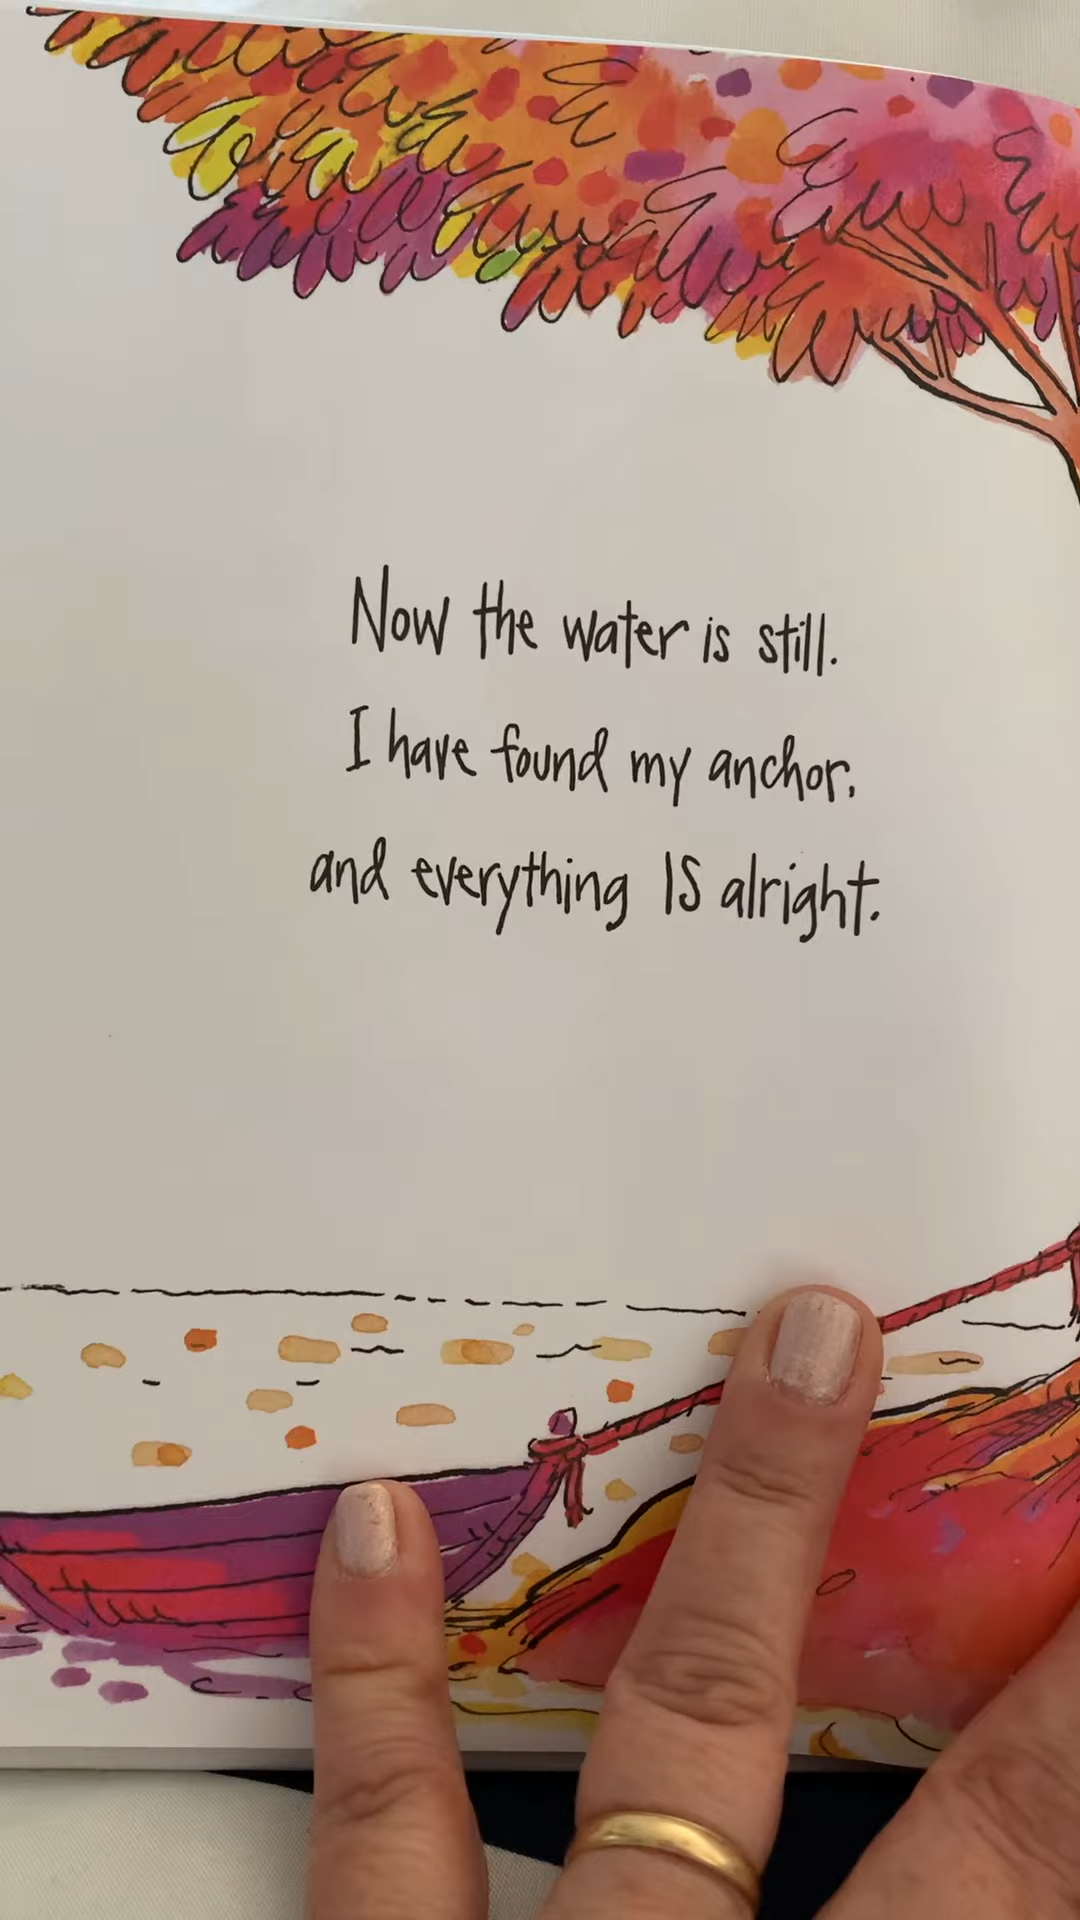 Now the water is still.
I have found my anchor,
and everything IS alright.